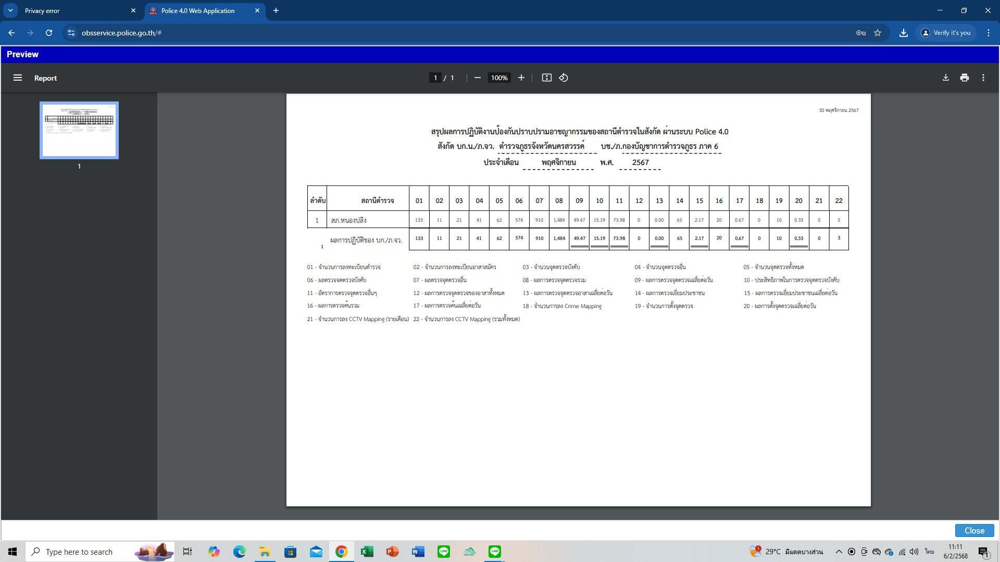 Privacy error
Police 4.0 Web Application
obsservice.police.go.th/#
Verify it's you
Preview
Report
1 / 1
100%
1
30 พฤศจิกายน 2567
สรุปผลการปฏิบัติงานป้องกันปราบปรามอาชญากรรมของสถานีตำรวจในสังกัด ผ่านระบบ Police 4.0
สังกัด บก.น./ภ.จว. ตำรวจภูธรจังหวัดนครสวรรค์ บช./ภ.กองบัญชาการตำรวจภูธร ภาค 6
ประจำเดือน พฤศจิกายน พ.ศ. 2567
ลำดับ สถานีตำรวจ 01 02 03 04 05 06 07 08 09 10 11 12 13 14 15 16 17 18 19 20 21 22
1 สภ.หนองปลิง 133 11 21 41 62 574 910 1,484 49.47 15.19 73.98 0 0.00 65 2.17 20 0.67 0 10 0.33 0 3
1 ผลการปฏิบัติของ บก./ภ.จว. 133 11 21 41 62 574 910 1,484 49.47 15.19 73.98 0 0.00 65 2.17 20 0.67 0 10 0.33 0 3
01 - จำนวนการลงทะเบียนตำรวจ 02 - จำนวนการลงทะเบียนอาสาสมัคร 03 - จำนวนจุดตรวจบังคับ 04 - จำนวนจุดตรวจอื่น 05 - จำนวนจุดตรวจทั้งหมด
06 - ผลตรวจจดตรวจบังคับ 07 - ผลตรวจจุดตรวจอื่น 08 - ผลการตรวจจุดตรวจรวม 09 - ผลการตรวจจุดตรวจเฉลี่ยต่อวัน 10 - ประสิทธิภาพในการตรวจจุดตรวจบังคับ
11 - อัตราการตรวจจุดตรวจอื่นๆ 12 - ผลการตรวจจุดตรวจของอาสาทั้งหมด 13 - ผลการตรวจจุดตรวจอาสาเฉลี่ยต่อวัน 14 - ผลการตรวจเยี่ยมประชาชน 15 - ผลการตรวจเยี่ยมประชาชนเฉลี่ยต่อวัน
16 - ผลการตรวจค้นรวม 17 - ผลการตรวจค้นเฉลี่ยต่อวัน 18 - จำนวนการลง Crime Mapping 19 - จำนวนการตั้งจุดตรวจ 20 - ผลการตั้งจุดตรวจเฉลี่ยต่อวัน
21 - จำนวนการลง CCTV Mapping (รายเดือน) 22 - จำนวนการลง CCTV Mapping (รวมทั้งหมด)
Close
Type here to search
29°C มีแดดบางส่วน
ไทย
11:11
6/2/2568